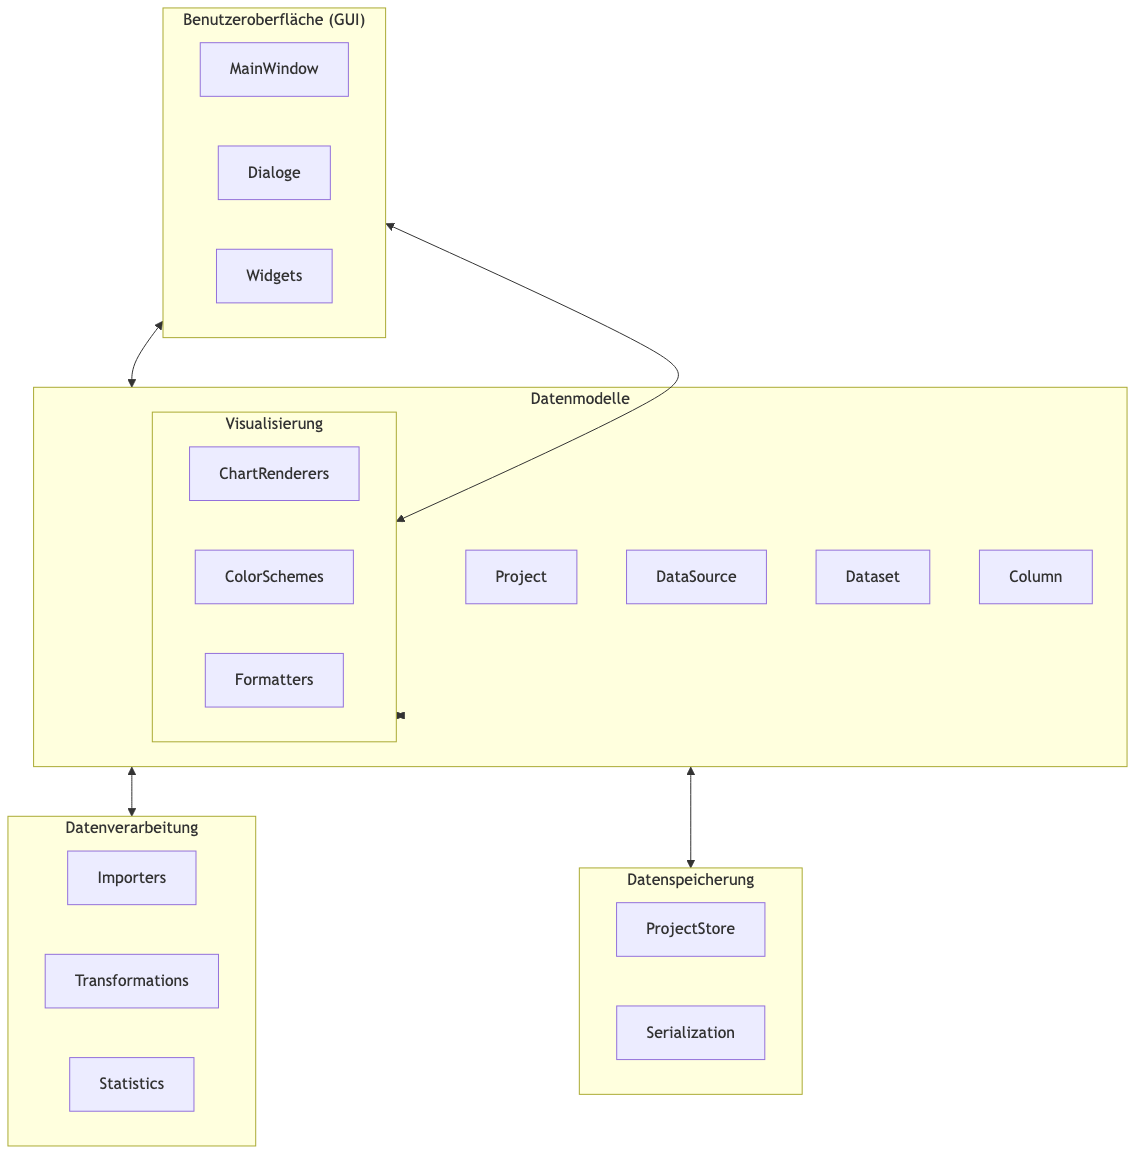 Benutzeroberfläche (GUI)
MainWindow
Dialoge
Widgets
Datenmodelle
Visualisierung
ChartRenderers
ColorSchemes
Formatters
Project
DataSource
Dataset
Column
Datenverarbeitung
Importers
Transformations
Statistics
Datenspeicherung
ProjectStore
Serialization